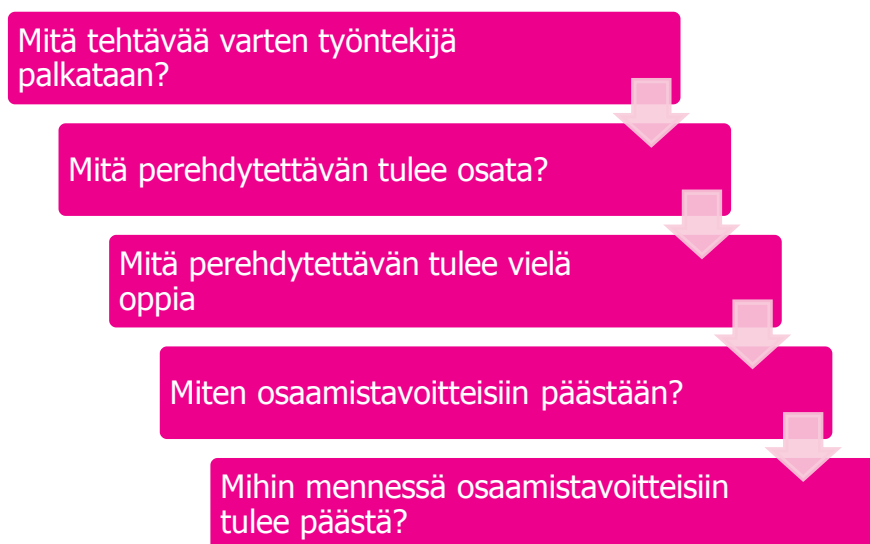 Mitä tehtävää varten työntekijä
palkataan?
Mitä perehdytettävän tulee osata?
Mitä perehdytettävän tulee vielä
oppia
Miten osaamistavoitteisiin päästään?
Mihin mennessä osaamistavoitteisiin
tulee päästä?